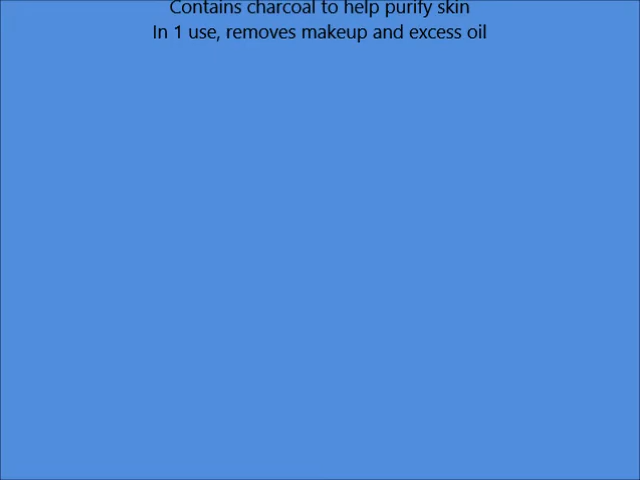 Contains charcoal to help purify skin
In 1 use, removes makeup and excess oil